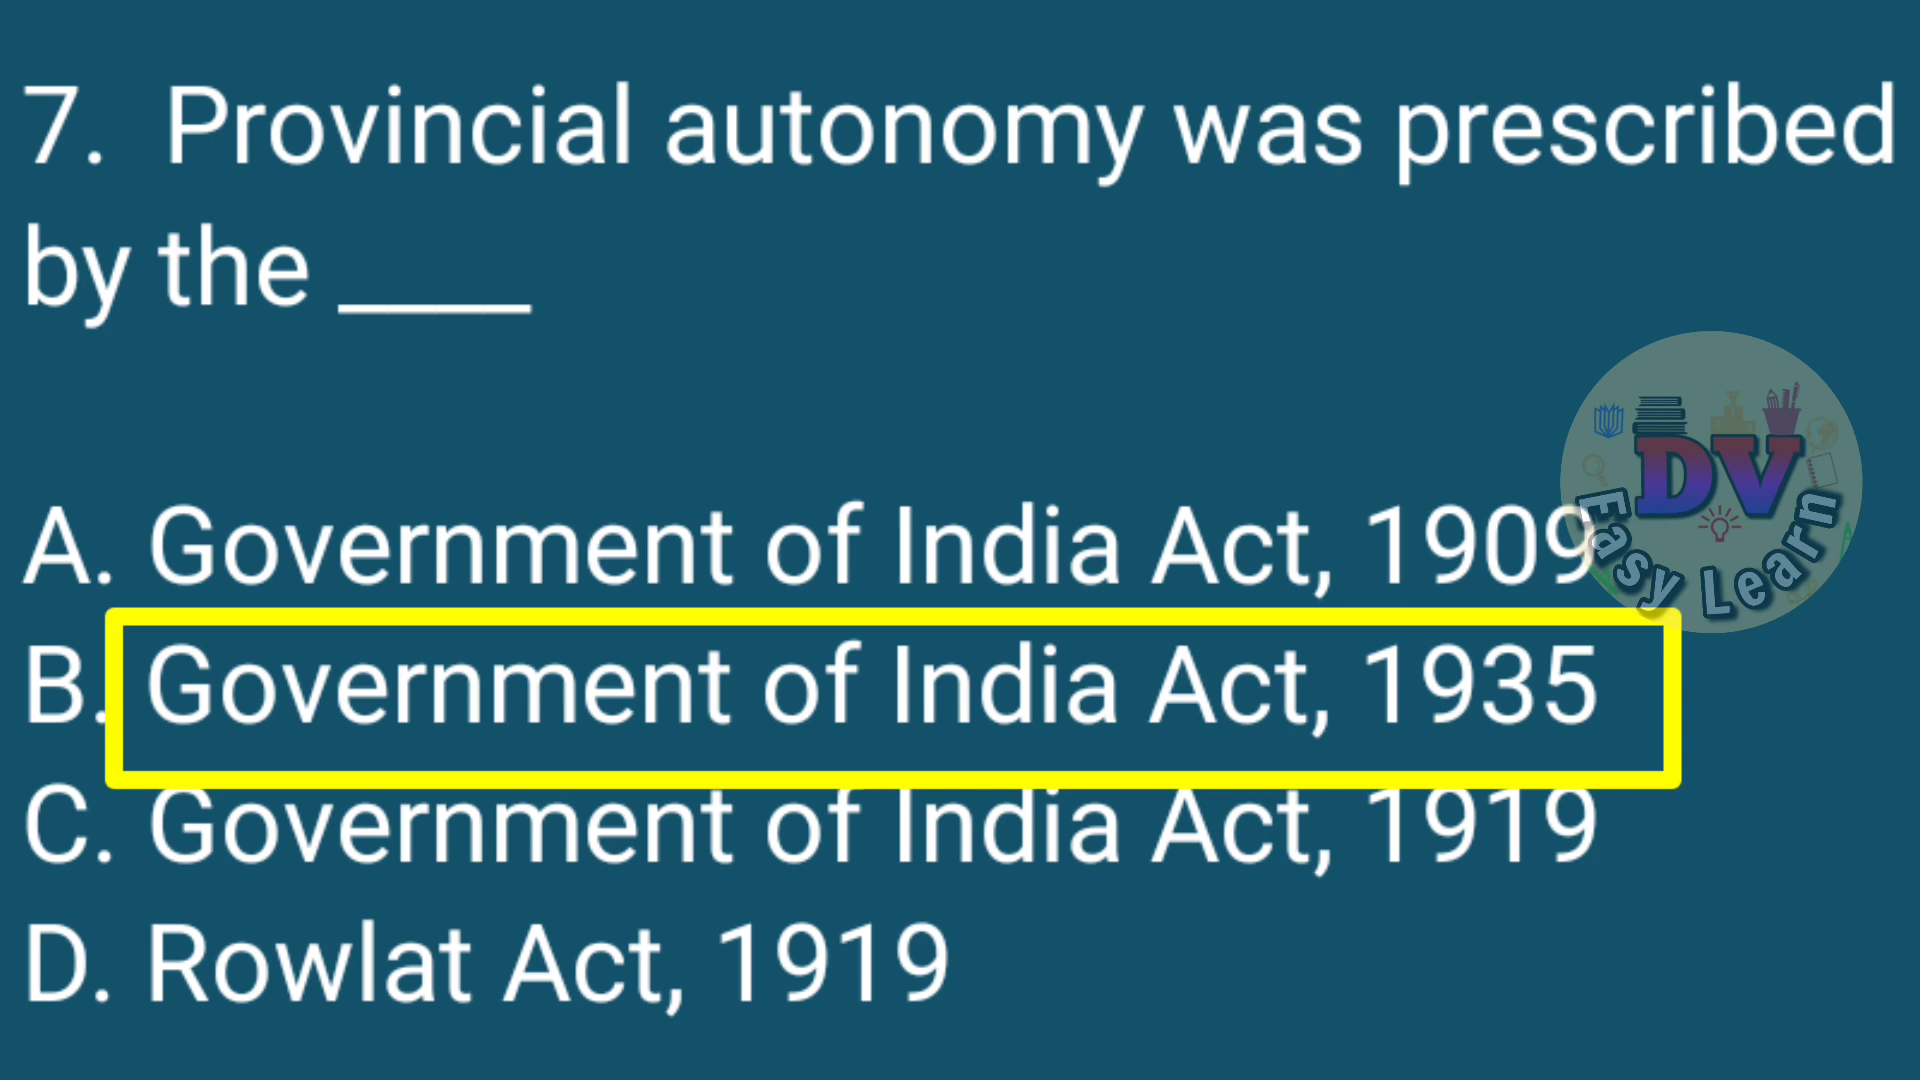 7. Provincial autonomy was prescribed
by the ____
A. Government of India Act, 1909
B. Government of India Act, 1935
C. Government of India Act, 1919
D. Rowlat Act, 1919
DV
Easy Learn